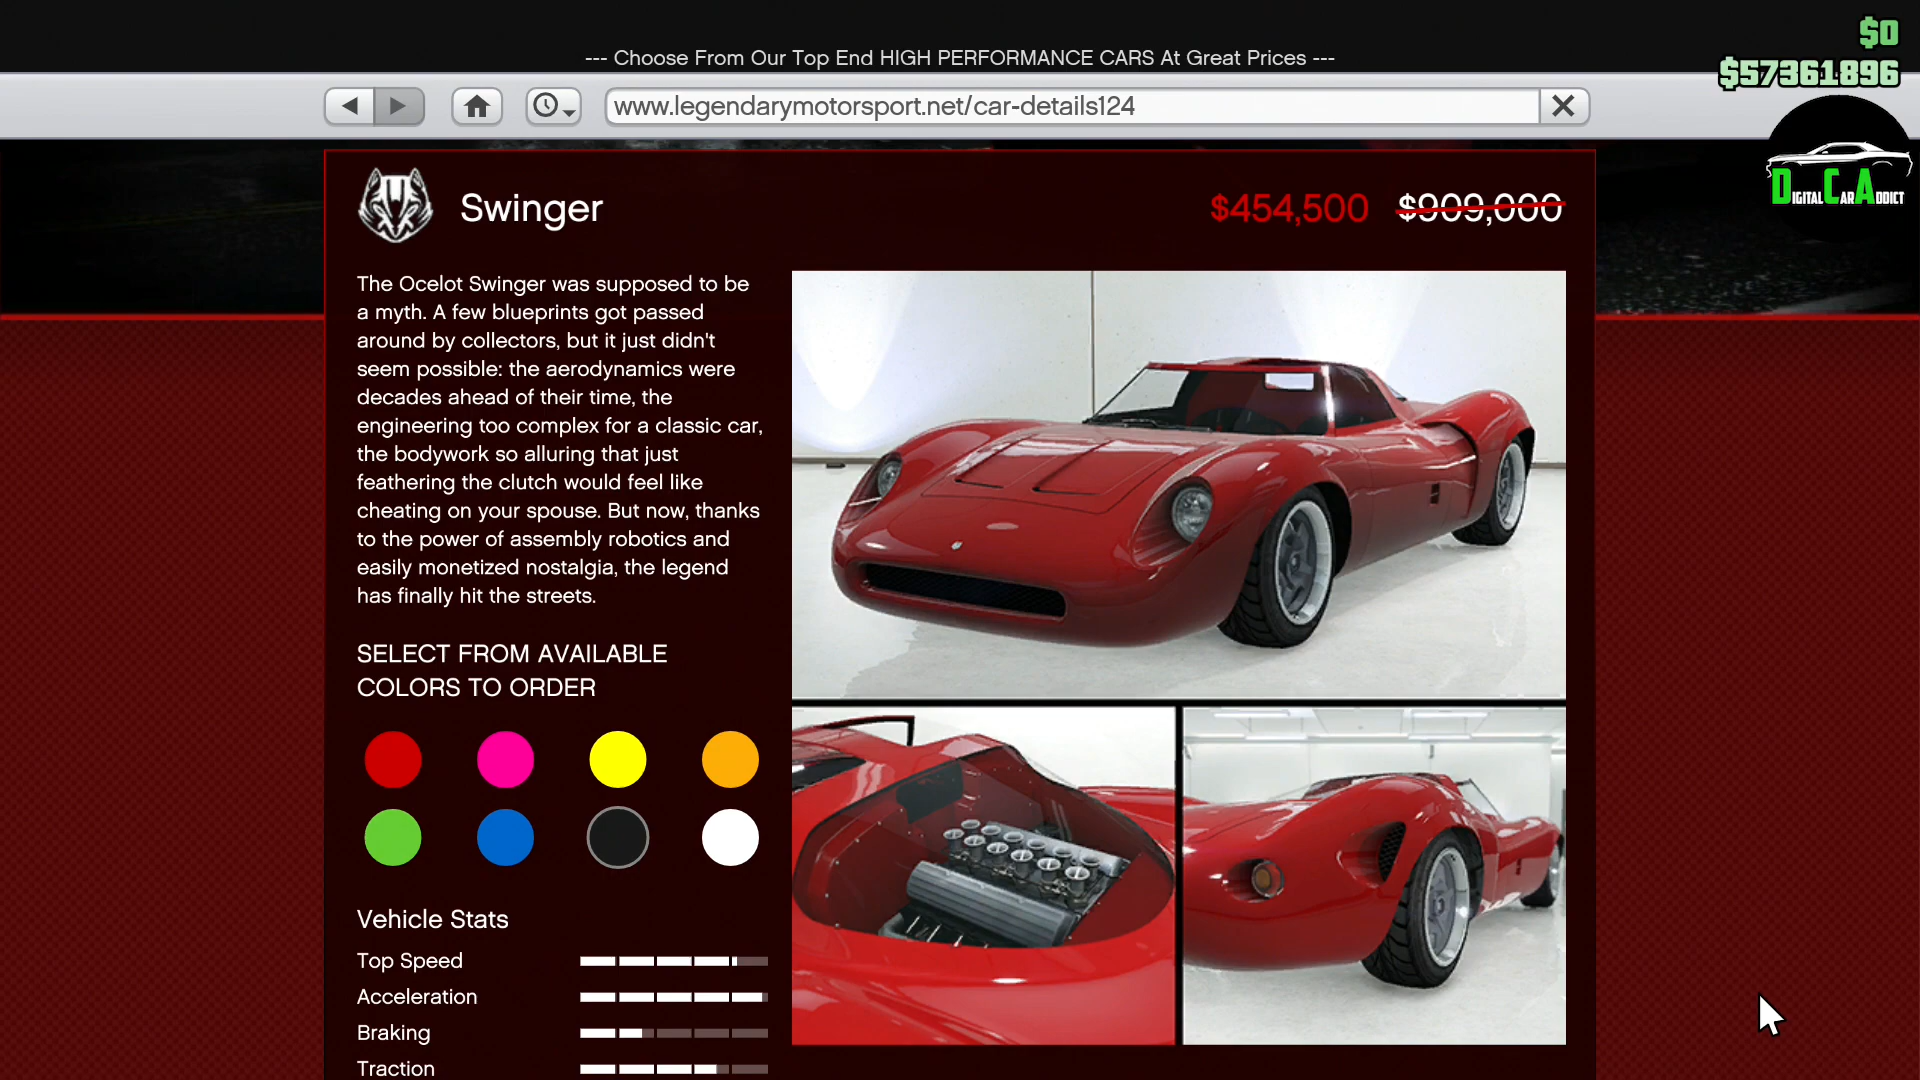 --- Choose From Our Top End HIGH PERFORMANCE CARS At Great Prices ---
$0
$57361896
www.legendarymotorsport.net/car-details124
DIGITALCARADDICT
Swinger
$454,500 $909,000
The Ocelot Swinger was supposed to be
a myth. A few blueprints got passed
around by collectors, but it just didn't
seem possible: the aerodynamics were
decades ahead of their time, the
engineering too complex for a classic car,
the bodywork so alluring that just
feathering the clutch would feel like
cheating on your spouse. But now, thanks
to the power of assembly robotics and
easily monetized nostalgia, the legend
has finally hit the streets.
SELECT FROM AVAILABLE
COLORS TO ORDER
Vehicle Stats
Top Speed
Acceleration
Braking
Traction